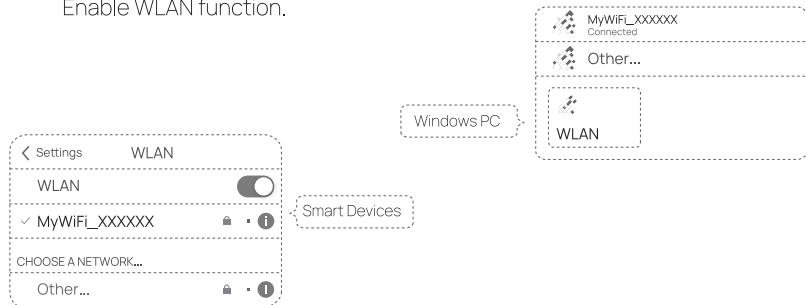 Enable WLAN function.
MyWiFi_XXXXXX
Connected
Other...
WLAN
Windows PC
Settings WLAN
WLAN
MyWiFi_XXXXXX
Smart Devices
CHOOSE A NETWORK...
Other...